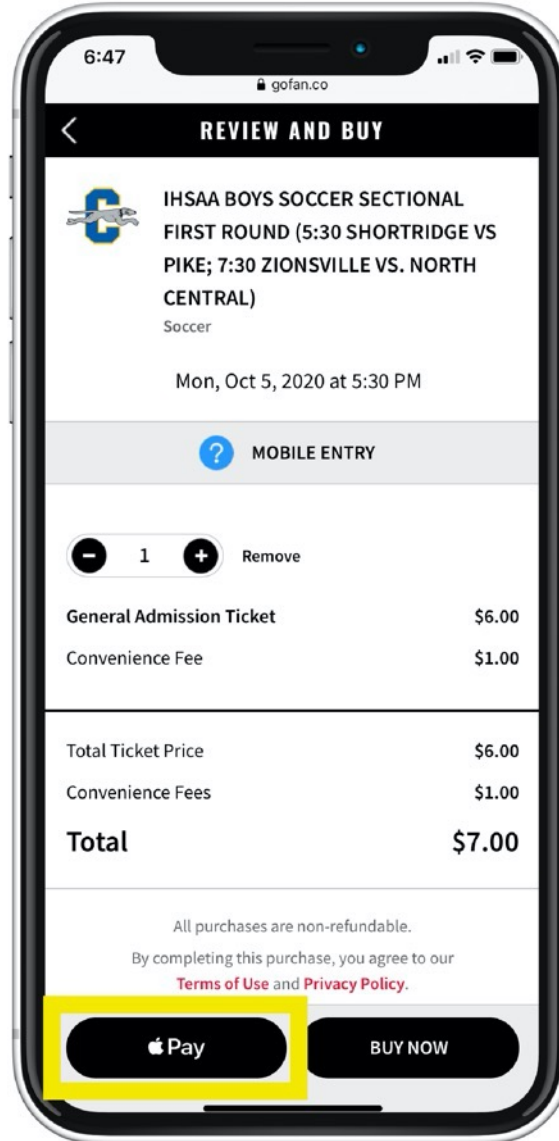 6:47
gofan.co
REVIEW AND BUY
C
IHSAA BOYS SOCCER SECTIONAL
FIRST ROUND (5:30 SHORTRIDGE VS
PIKE; 7:30 ZIONSVILLE VS. NORTH
CENTRAL)
Soccer
Mon, Oct 5, 2020 at 5:30 PM
? MOBILE ENTRY
- 1 + Remove
General Admission Ticket $6.00
Convenience Fee $1.00
Total Ticket Price $6.00
Convenience Fees $1.00
Total $7.00
All purchases are non-refundable.
By completing this purchase, you agree to our
Terms of Use and Privacy Policy.
Pay BUY NOW